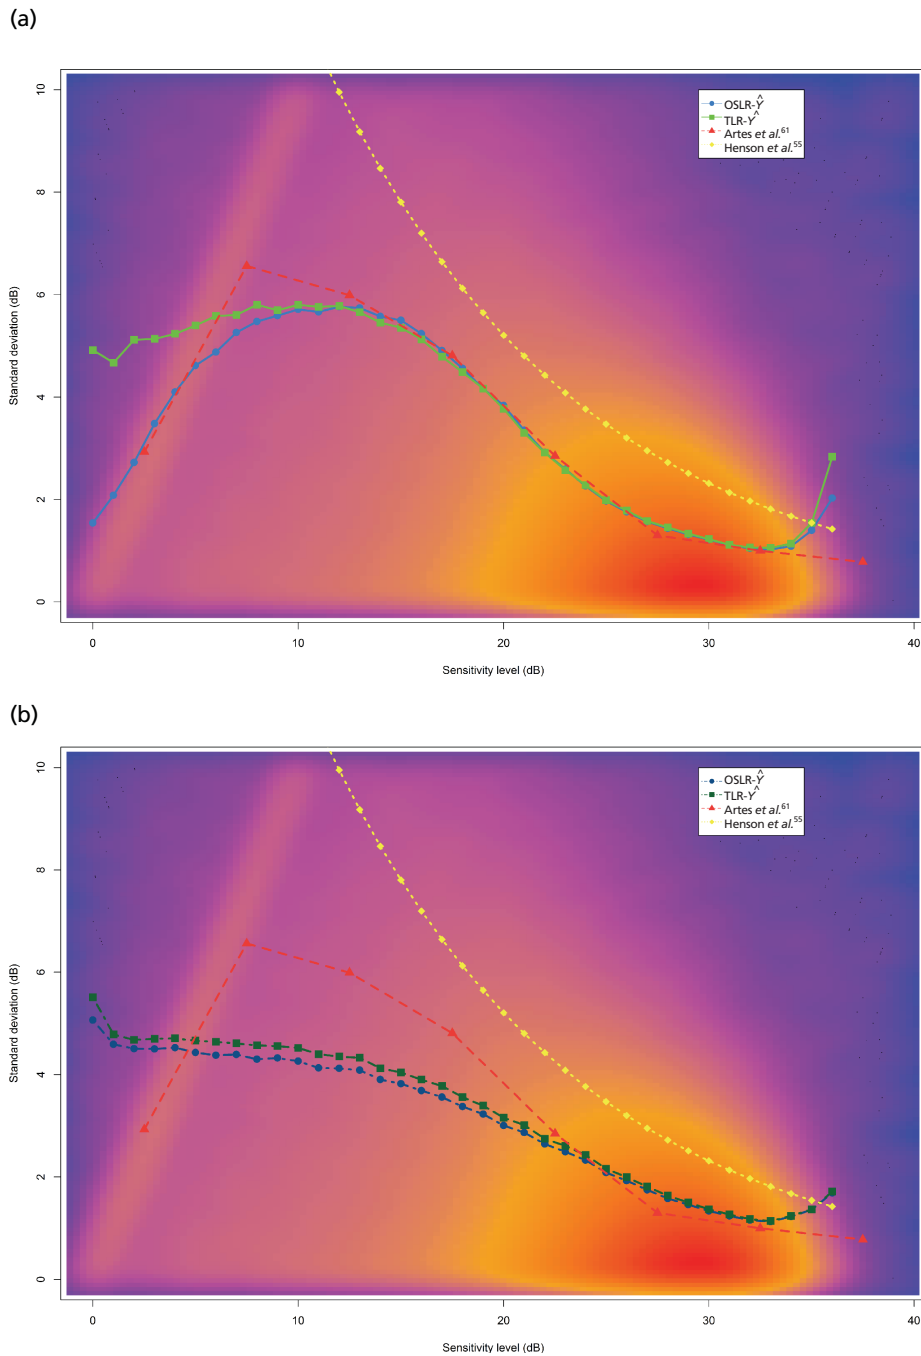 (a)
10
8
6
4
2
0
Standard deviation (dB)
OSLR-Ŷ
TLR-Ŷ
Artes et al.61
Henson et al.55
0 10 20 30 40
Sensitivity level (dB)
(b)
10
8
6
4
2
0
Standard deviation (dB)
OSLR-Ŷ
TLR-Ŷ
Artes et al.61
Henson et al.55
0 10 20 30 40
Sensitivity level (dB)